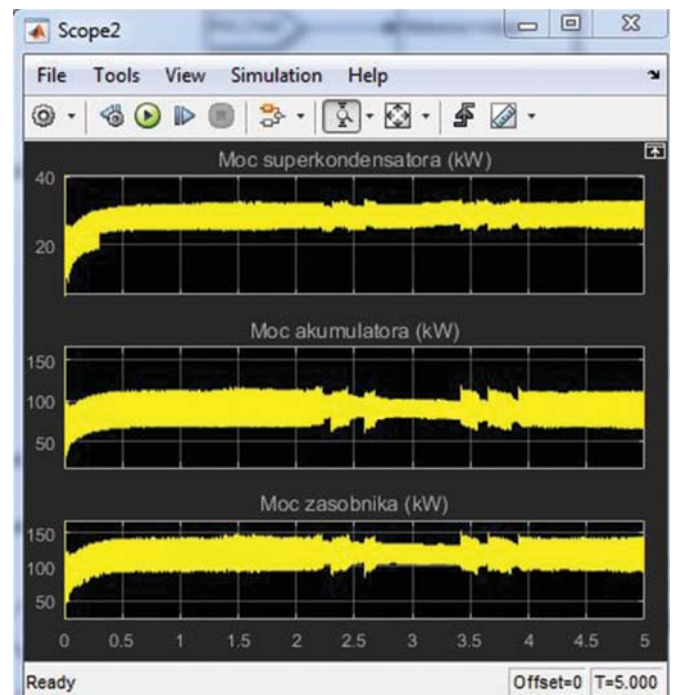 Scope2
File Tools View Simulation Help
Moc superkondensatora (kW)
40
20
Moc akumulatora (kW)
150
100
50
Moc zasobnika (kW)
150
100
50
0 0.5 1 1.5 2 2.5 3 3.5 4 4.5 5
Ready Offset=0 T=5.000